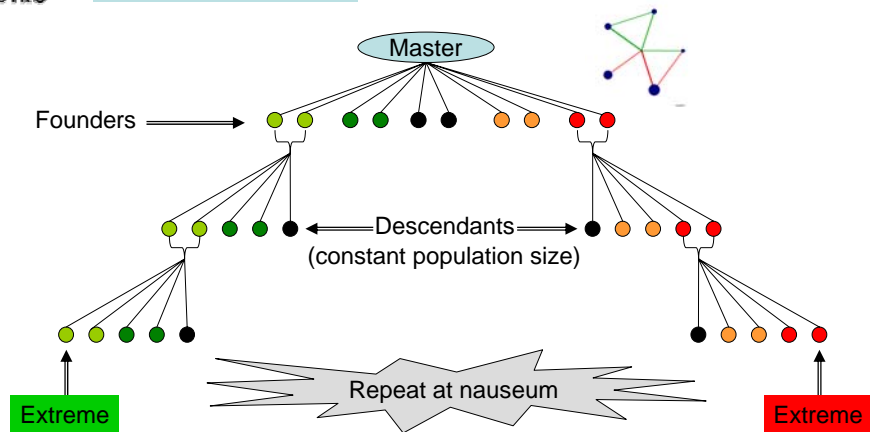 Master
Founders
Descendants
(constant population size)
Repeat at nauseum
Extreme
Extreme